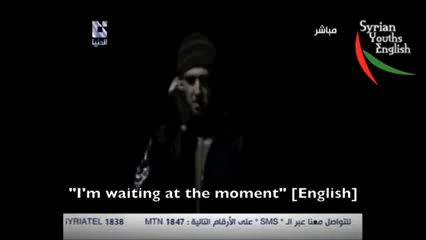 الدنيا
مباشر
Syrian
Youths
English
"I'm waiting at the moment" [English]
SYRIATEL 1838 MTN 1847 : للتواصل معنا عبر الـ " SMS " على الأرقام التالية